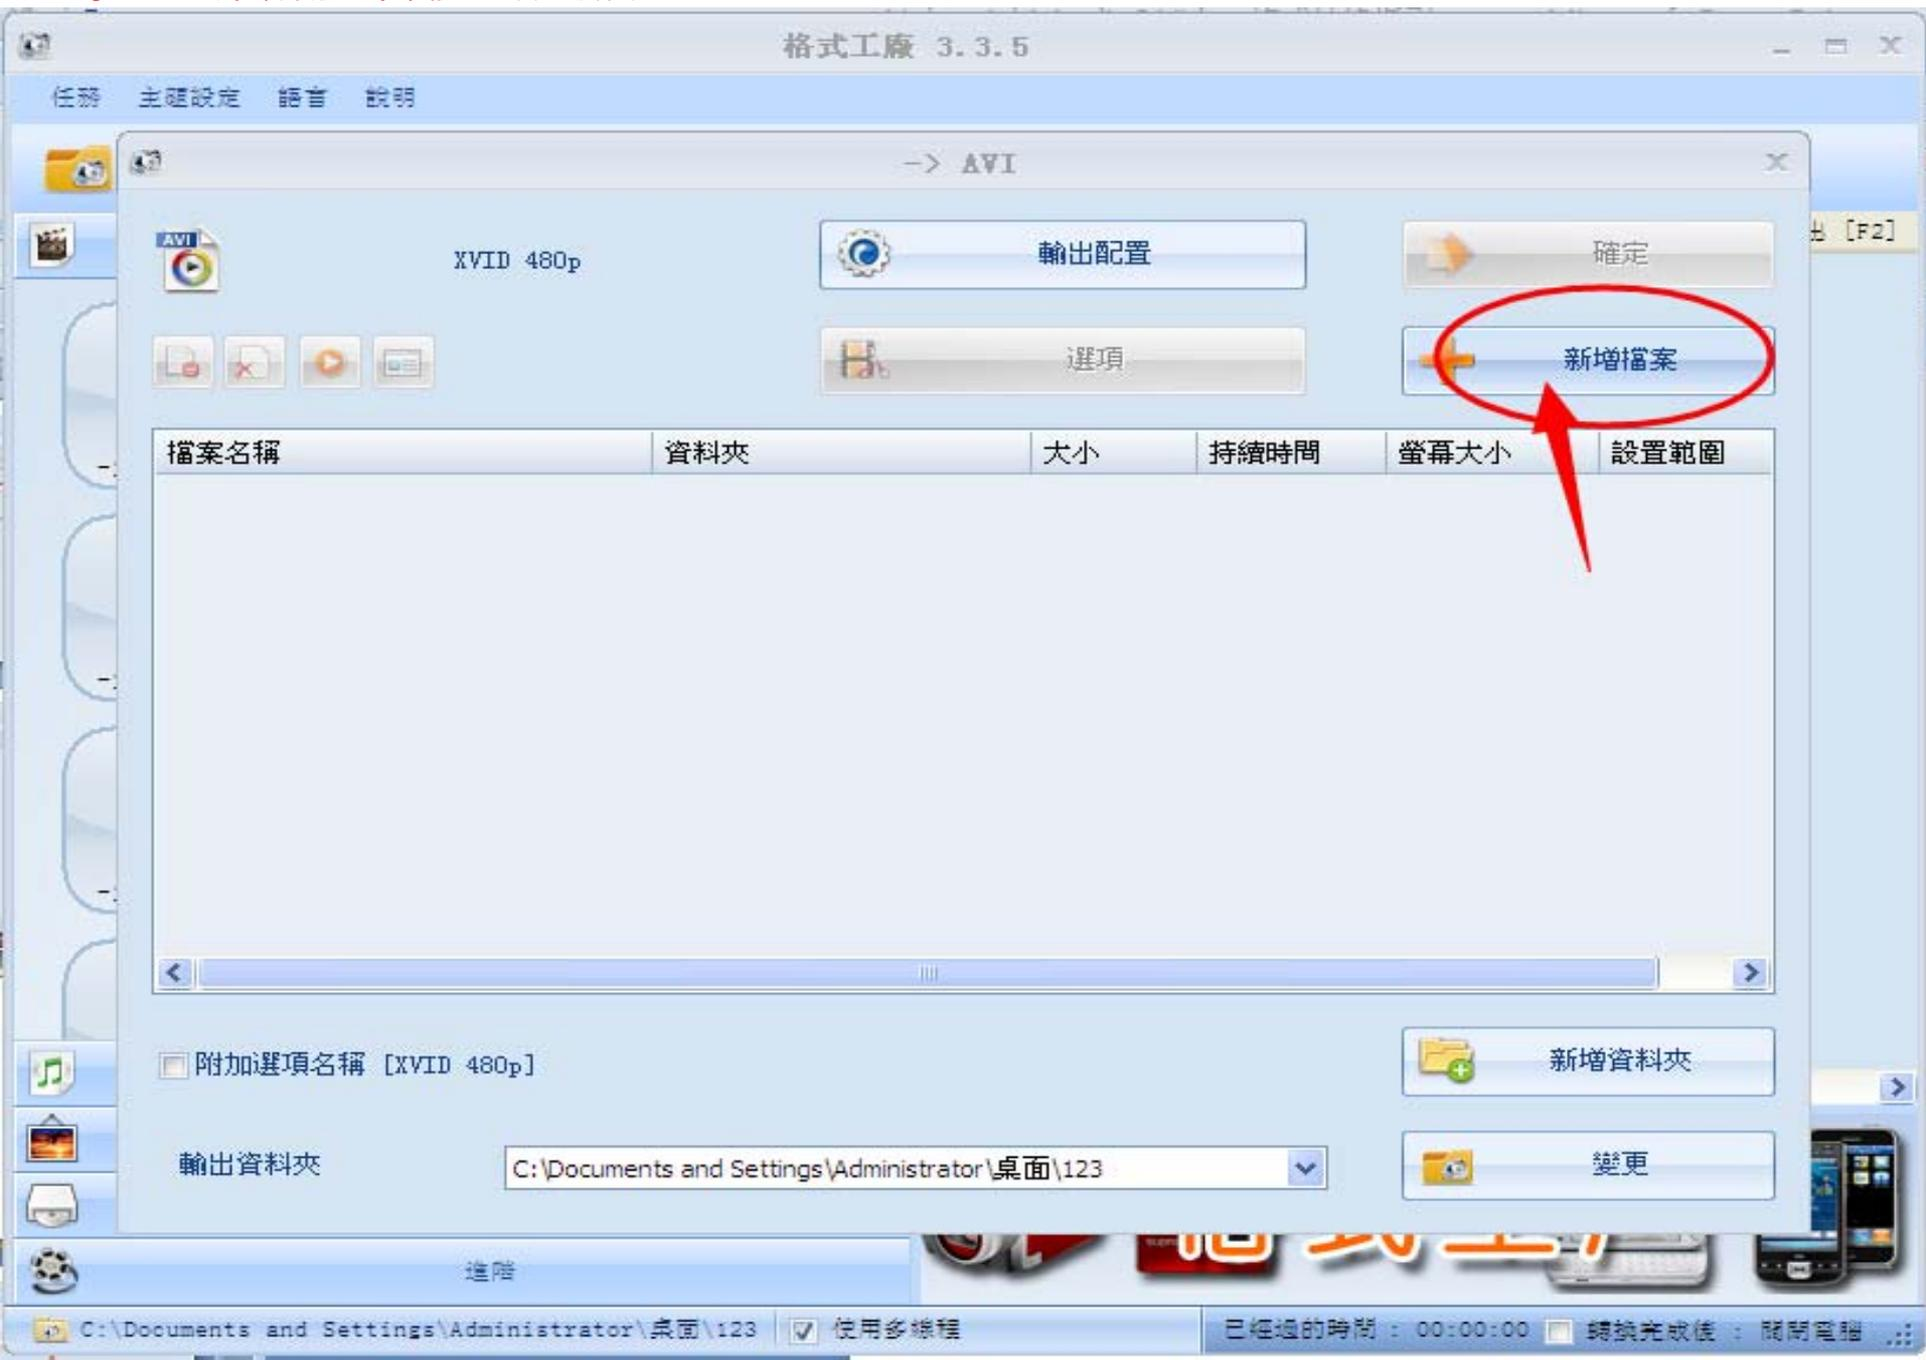 格式工廠 3.3.5
任務 主題設定 語言 說明
-> AVI
出 [F2]
AVI
XVID 480p
輸出配置
確定
選項
新增檔案
檔案名稱 資料夾 大小 持續時間 螢幕大小 設置範圍
附加選項名稱 [XVID 480p]
新增資料夾
輸出資料夾
C:\Documents and Settings\Administrator\桌面\123
變更
進階
C:\Documents and Settings\Administrator\桌面\123
使用多線程
已經過的時間 : 00:00:00
轉換完成後 : 關閉電腦